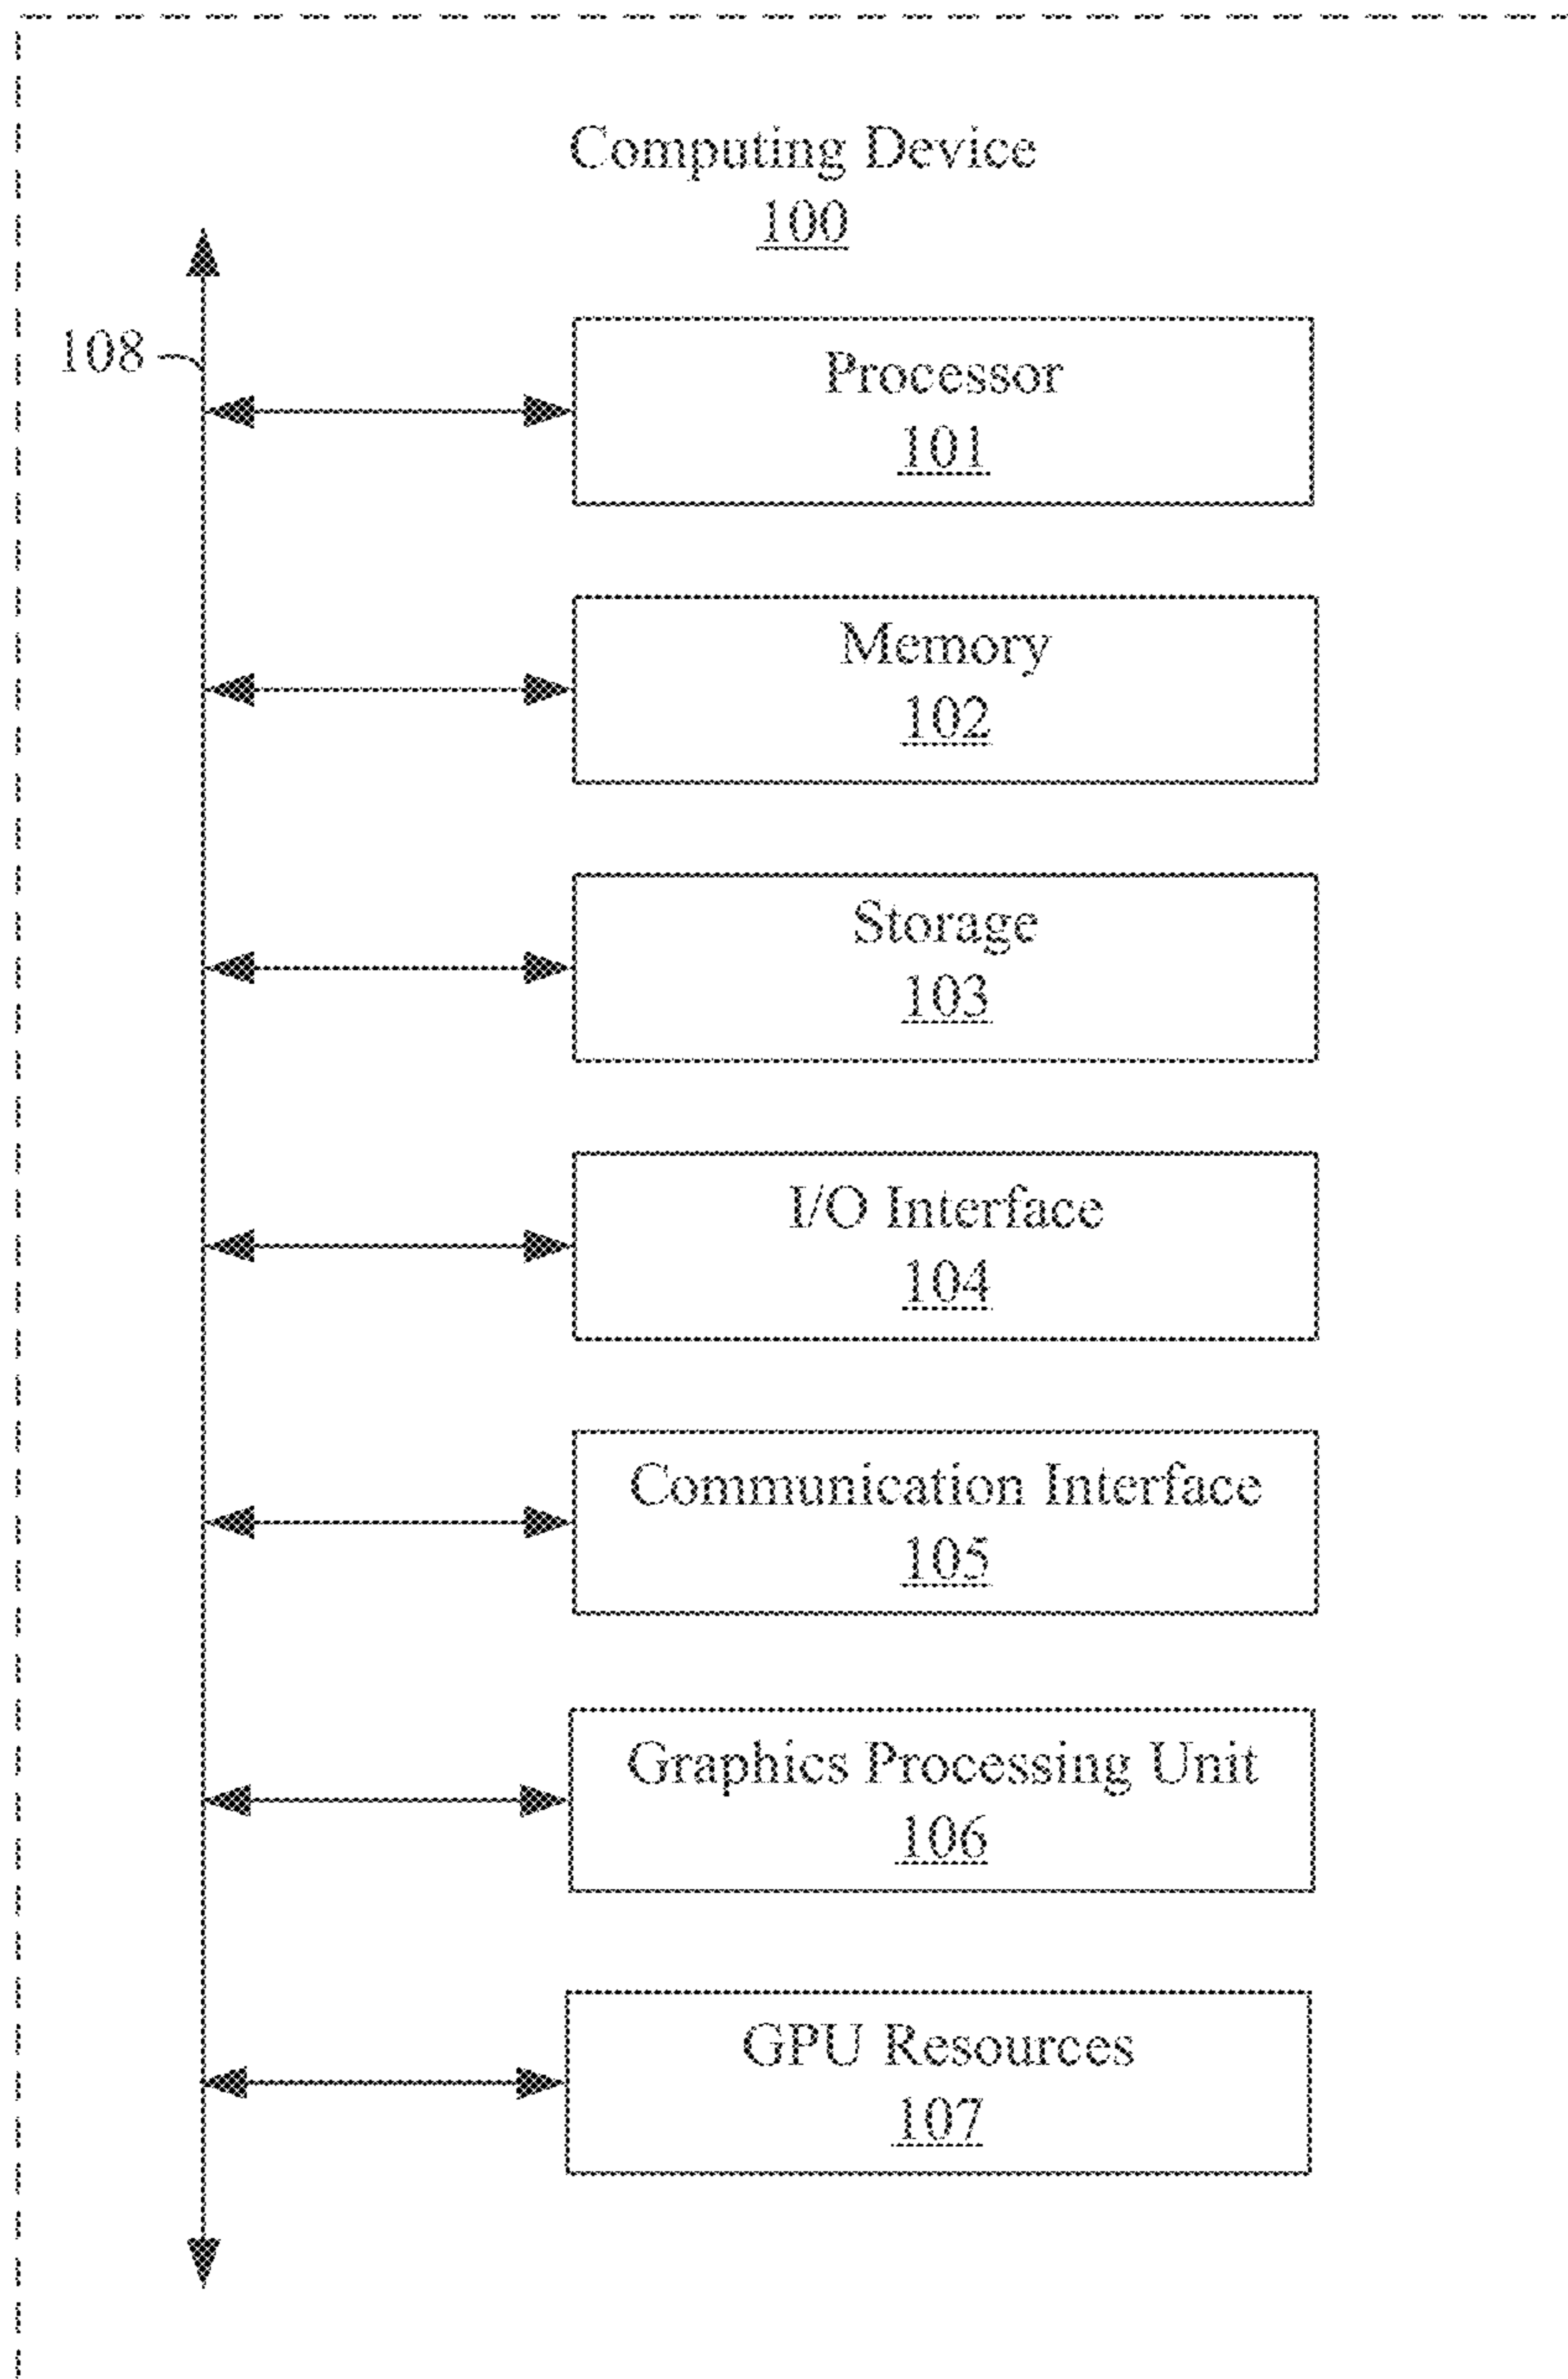 Computing Device
100
108
Processor
101
Memory
102
Storage
103
I/O Interface
104
Communication Interface
105
Graphics Processing Unit
106
GPU Resources
107